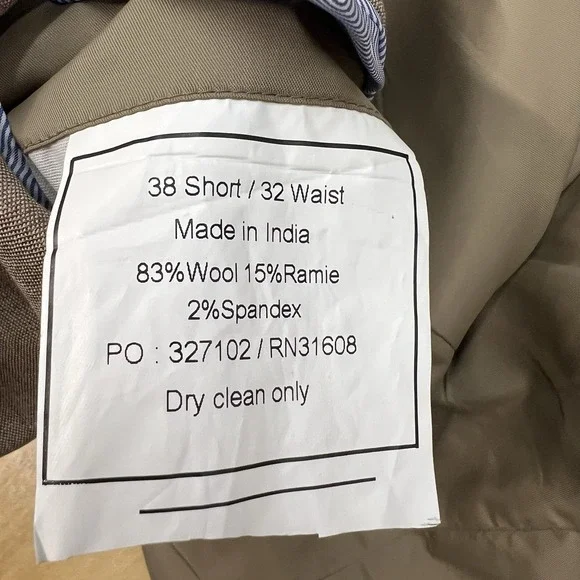 38 Short / 32 Waist
Made in India
83%Wool 15%Ramie
2%Spandex
PO : 327102 / RN31608
Dry clean only